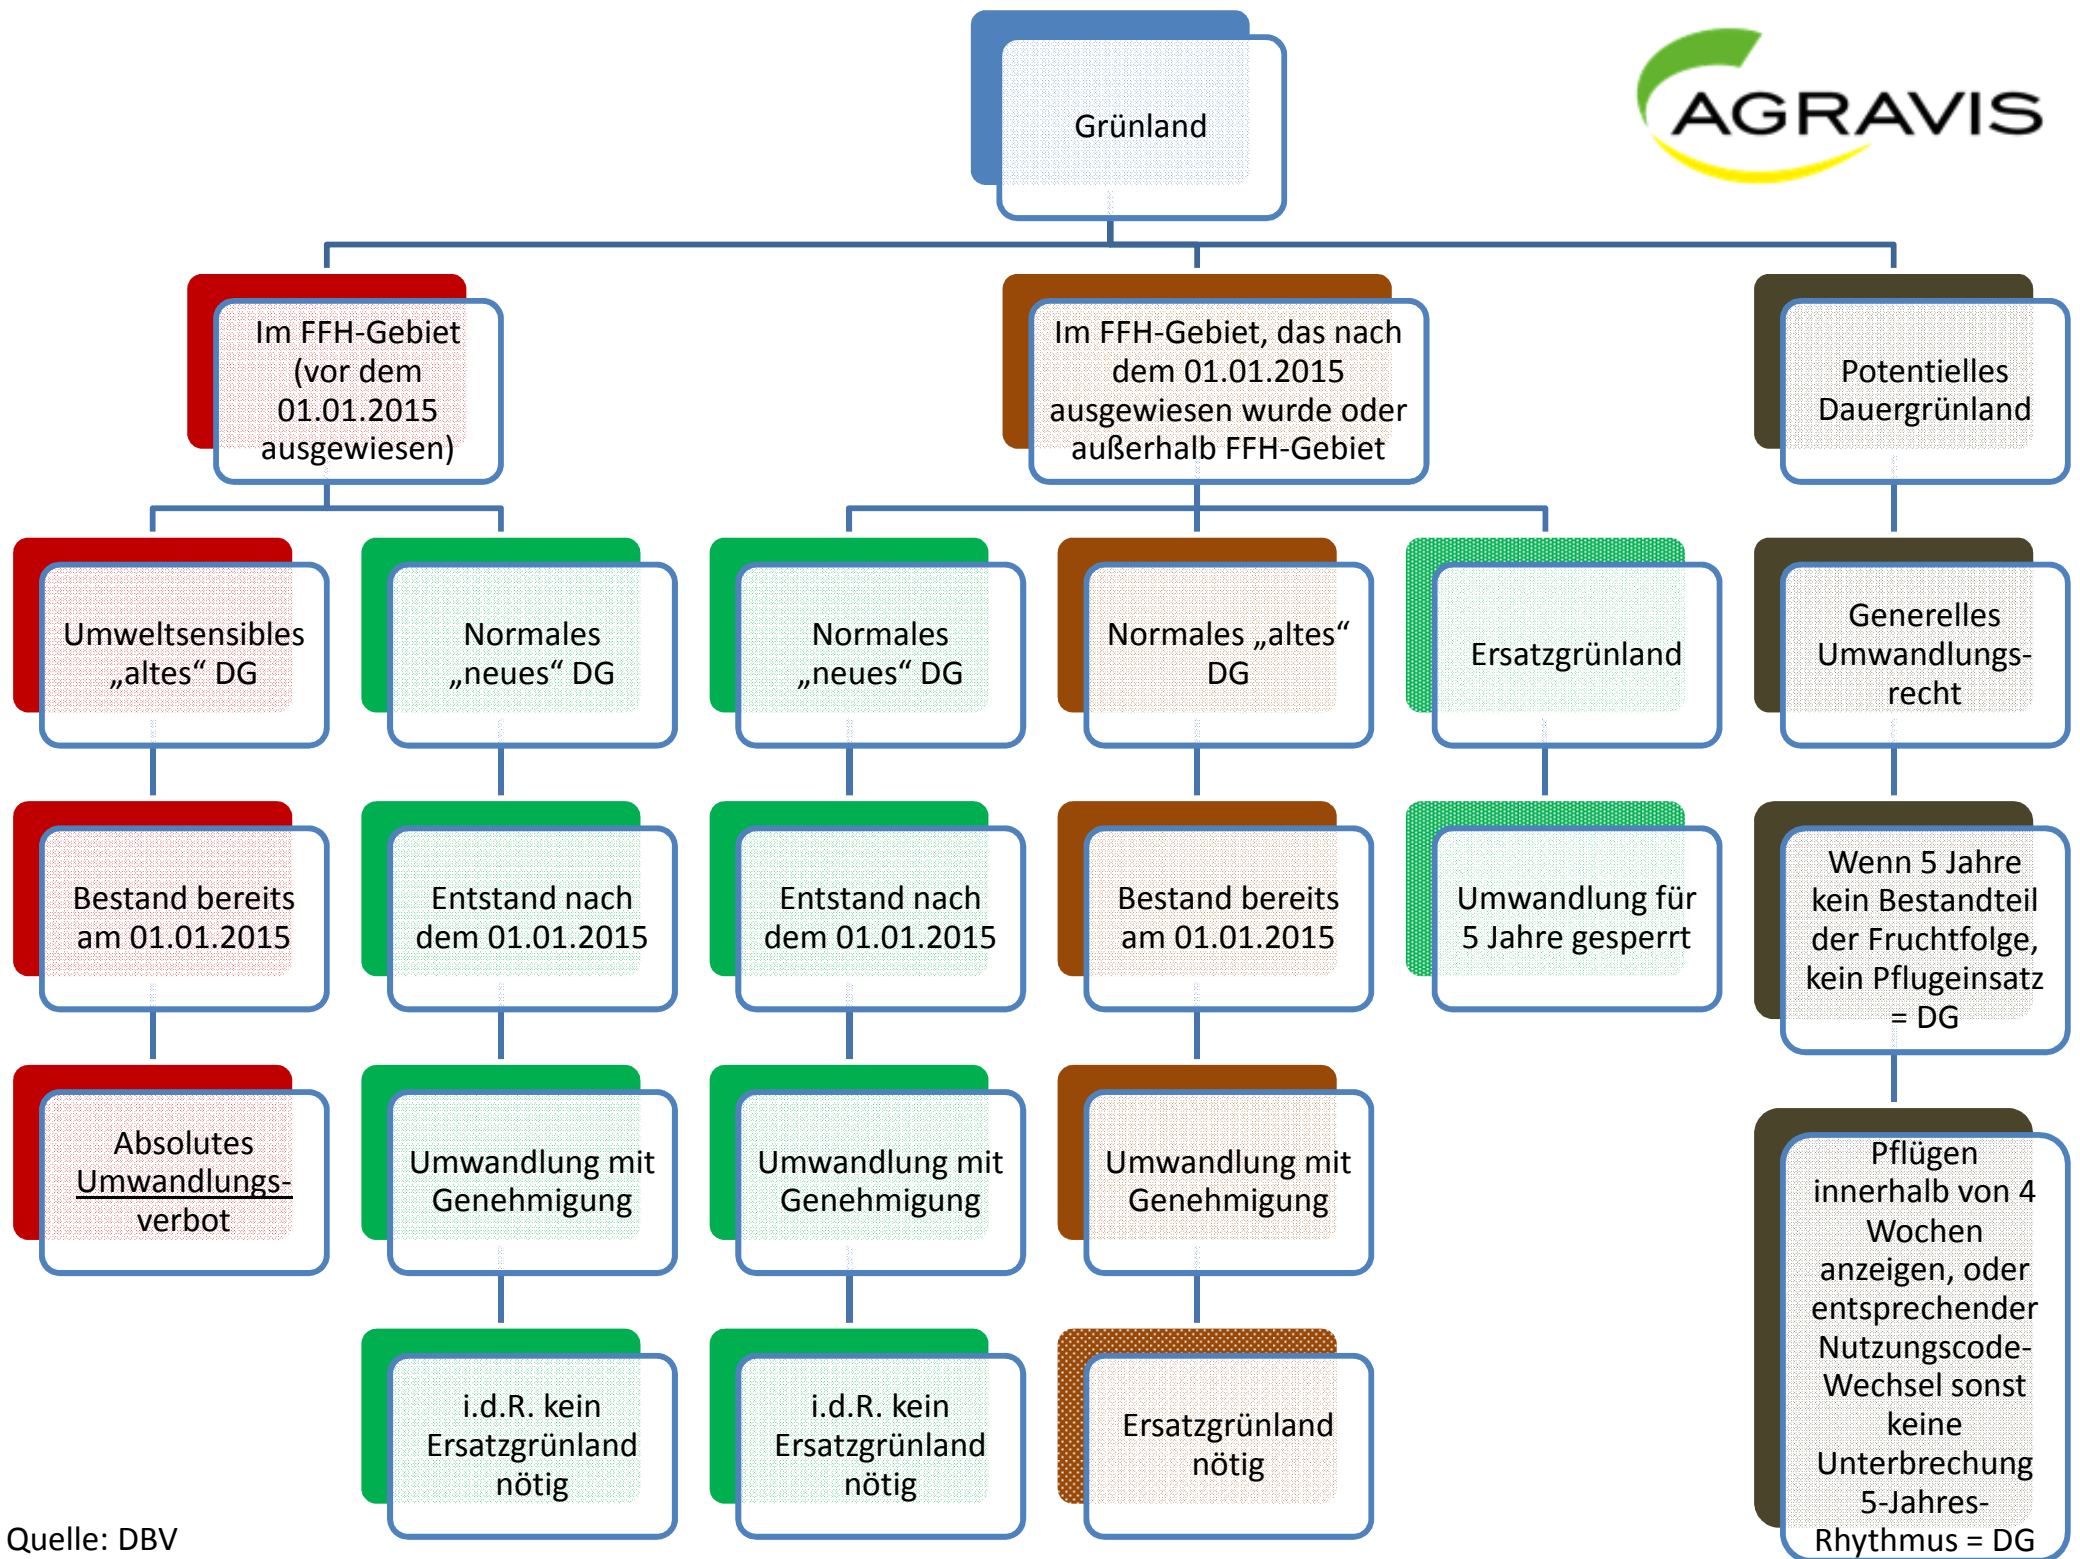 Grünland
AGRAVIS
Im FFH-Gebiet
(vor dem
01.01.2015
ausgewiesen)
Im FFH-Gebiet, das nach
dem 01.01.2015
ausgewiesen wurde oder
außerhalb FFH-Gebiet
Potentielles
Dauergrünland
Umweltsensibles
„altes“ DG
Normales
„neues“ DG
Normales
„neues“ DG
Normales „altes“
DG
Ersatzgrünland
Generelles
Umwandlungs-
recht
Bestand bereits
am 01.01.2015
Entstand nach
dem 01.01.2015
Entstand nach
dem 01.01.2015
Bestand bereits
am 01.01.2015
Umwandlung für
5 Jahre gesperrt
Wenn 5 Jahre
kein Bestandteil
der Fruchtfolge,
kein Pflugeinsatz
= DG
Absolutes
Umwandlungs-
verbot
Umwandlung mit
Genehmigung
Umwandlung mit
Genehmigung
Umwandlung mit
Genehmigung
Pflügen
innerhalb von 4
Wochen
anzeigen, oder
entsprechender
Nutzungscode-
Wechsel sonst
keine
Unterbrechung
5-Jahres-
Rhythmus = DG
i.d.R. kein
Ersatzgrünland
nötig
i.d.R. kein
Ersatzgrünland
nötig
Ersatzgrünland
nötig
Quelle: DBV